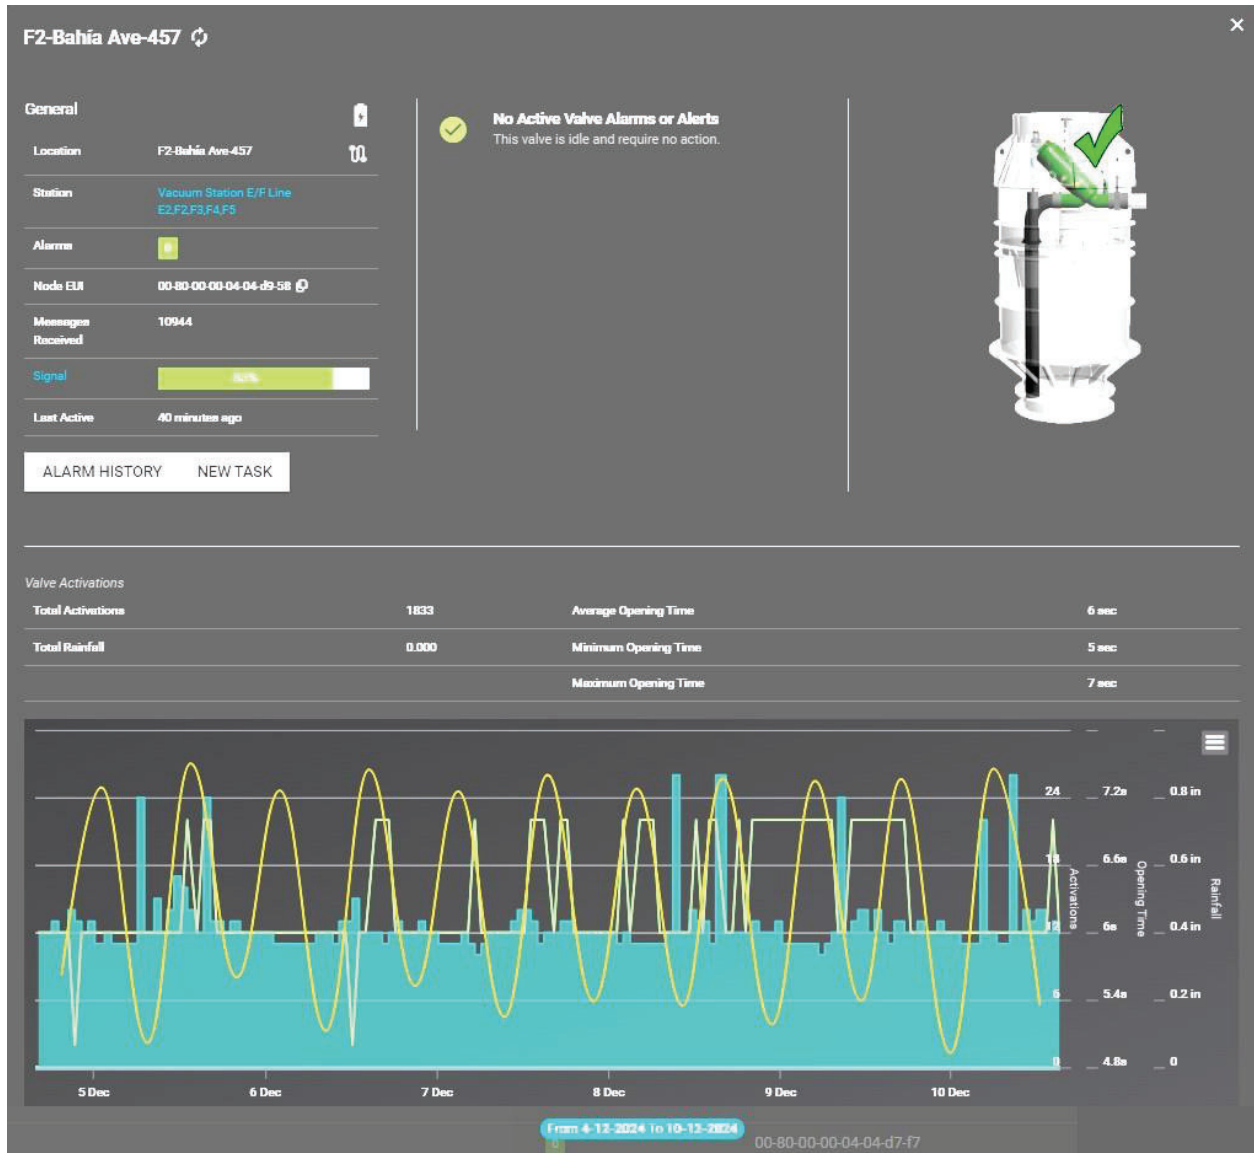 F2-Bahía Ave-457
General
Location F2-Bahía Ave-457
Station Vacuum Station E/F Line
E2,F2,F3,F4,F5
Alarms 0
Node EUI 00-80-00-00-04-04-d9-58
Messages
Received 10944
Signal 83%
Last Active 40 minutes ago
ALARM HISTORY NEW TASK
No Active Valve Alarms or Alerts
This valve is idle and require no action.
Valve Activations
Total Activations 1833 Average Opening Time 6 sec
Total Rainfall 0.000 Minimum Opening Time 5 sec
Maximum Opening Time 7 sec
24 7.2s 0.8 in
18 6.6s 0.6 in
12 6s 0.4 in
6 5.4s 0.2 in
0 4.8s 0
Activations
Opening Time
Rainfall
5 Dec 6 Dec 7 Dec 8 Dec 9 Dec 10 Dec
From 4-12-2024 To 10-12-2024
00-80-00-00-04-04-d7-f7